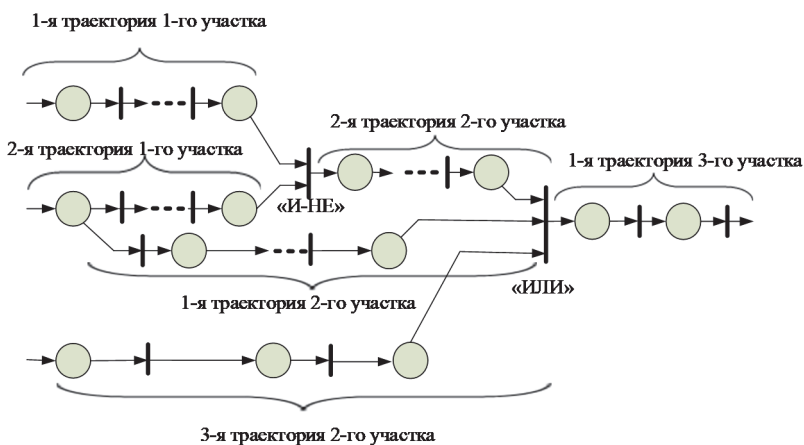 1-я траектория 1-го участка
2-я траектория 2-го участка
2-я траектория 1-го участка
1-я траектория 3-го участка
«И-НЕ»
«ИЛИ»
1-я траектория 2-го участка
3-я траектория 2-го участка